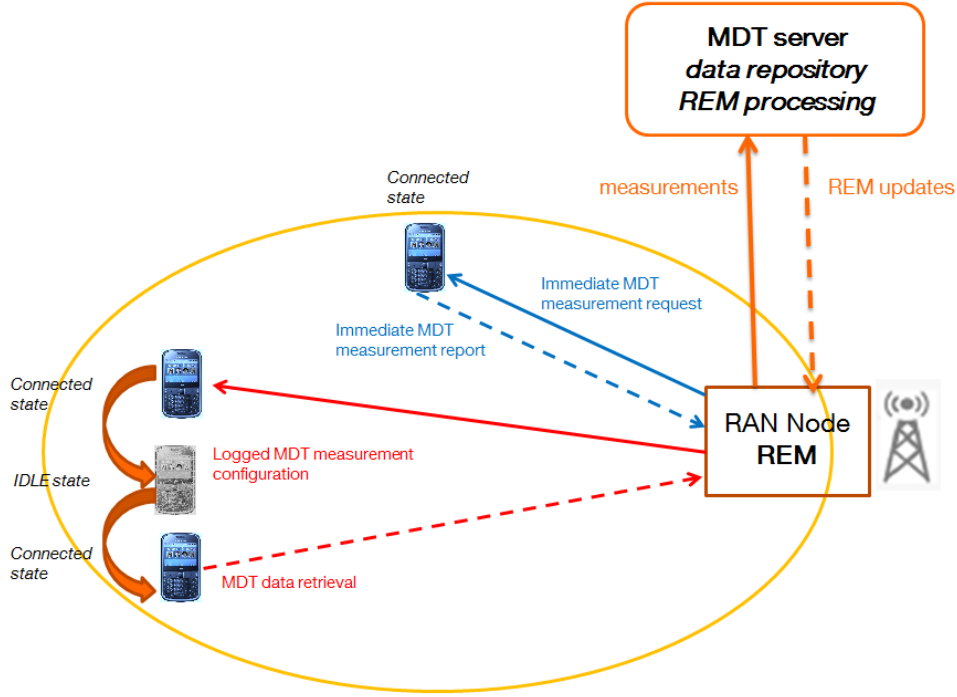 MDT server
data repository
REM processing
measurements
REM updates
Connected
state
Immediate MDT
measurement request
Immediate MDT
measurement report
Connected
state
RAN Node
REM
Logged MDT measurement
configuration
IDLE state
Connected
state
MDT data retrieval